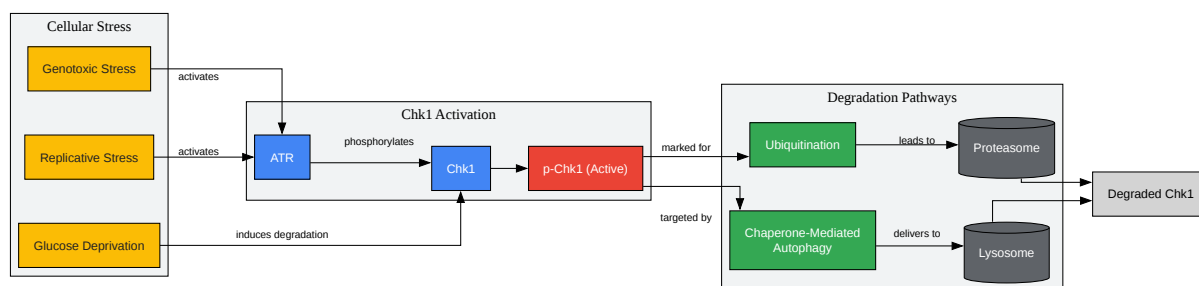 Cellular Stress
Genotoxic Stress
activates
Replicative Stress
activates
Glucose Deprivation
induces degradation
Chk1 Activation
ATR
phosphorylates
Chk1
p-Chk1 (Active)
marked for
targeted by
Degradation Pathways
Ubiquitination
leads to
Proteasome
Chaperone-Mediated
Autophagy
delivers to
Lysosome
Degraded Chk1